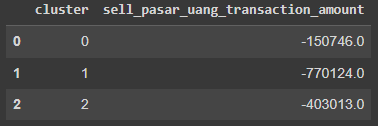 cluster sell_pasar_uang_transaction_amount
0 0 -150746.0
1 1 -770124.0
2 2 -403013.0